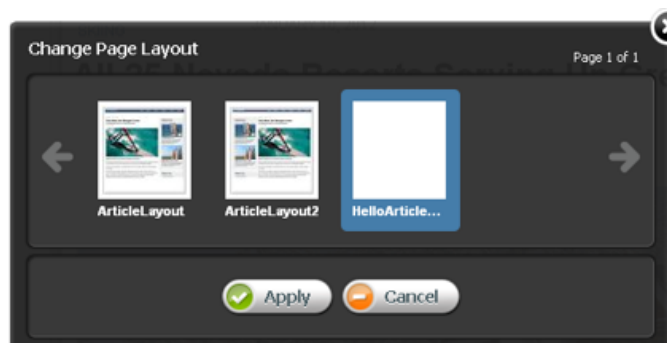 Change Page Layout
Page 1 of 1
ArticleLayout
ArticleLayout2
HelloArticle...
Apply
Cancel